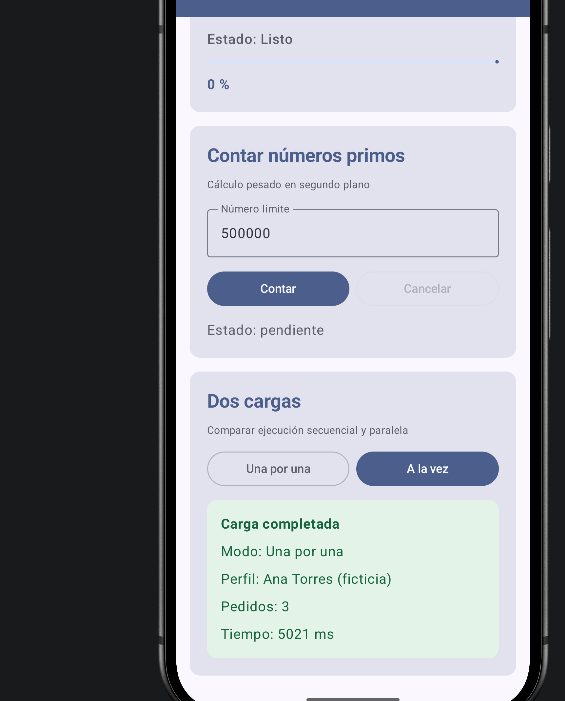 Estado: Listo
0 %
Contar números primos
Cálculo pesado en segundo plano
Número límite
500000
Contar
Cancelar
Estado: pendiente
Dos cargas
Comparar ejecución secuencial y paralela
Una por una
A la vez
Carga completada
Modo: Una por una
Perfil: Ana Torres (ficticia)
Pedidos: 3
Tiempo: 5021 ms